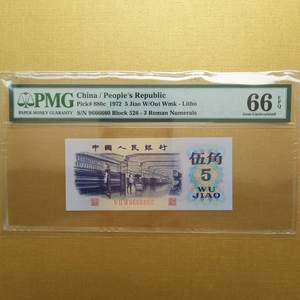 PMG
PAPER MONEY GUARANTY
China / People's Republic
Pick# 880c 1972 5 Jiao W/Out Wmk - Litho
S/N 9666660 Block 526 - 3 Roman Numerals
66 EPQ
Gem Uncirculated
中国人民银行
伍角
5
WU
JIAO